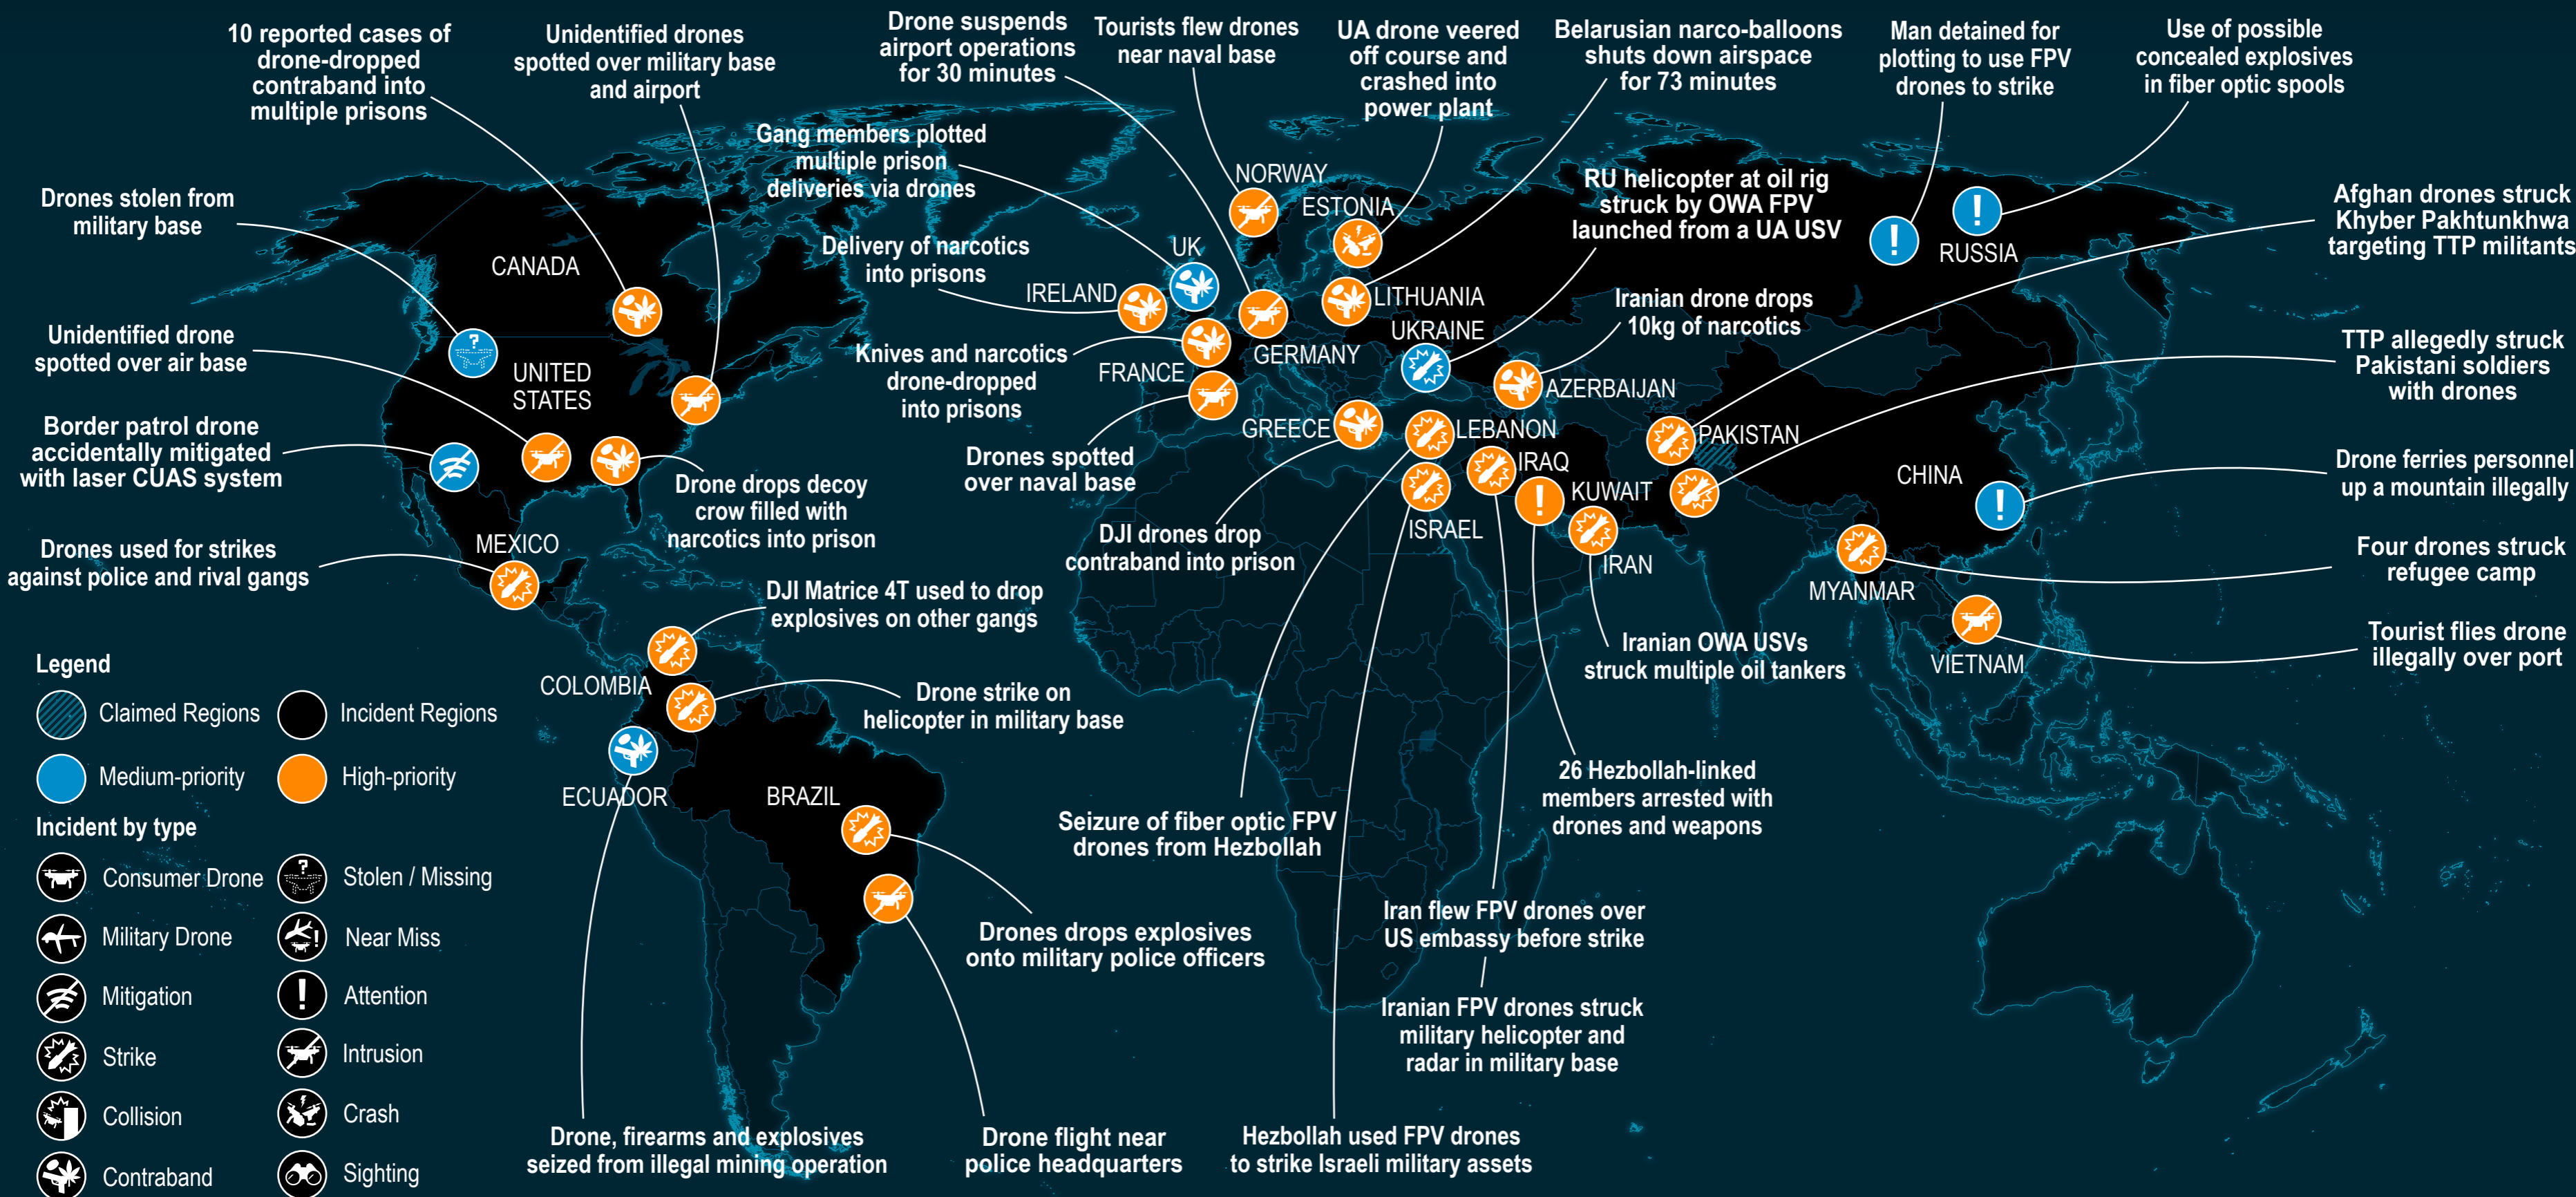 10 reported cases of
drone-dropped
contraband into
multiple prisons
Unidentified drones
spotted over military base
and airport
Drone suspends
airport operations
for 30 minutes
Tourists flew drones
near naval base
UA drone veered
off course and
crashed into
power plant
Belarusian narco-balloons
shuts down airspace
for 73 minutes
Man detained for
plotting to use FPV
drones to strike
Use of possible
concealed explosives
in fiber optic spools
Gang members plotted
multiple prison
deliveries via drones
Drones stolen from
military base
Delivery of narcotics
into prisons
RU helicopter at oil rig
struck by OWA FPV
launched from a UA USV
Afghan drones struck
Khyber Pakhtunkhwa
targeting TTP militants
NORWAY
ESTONIA
UK
CANADA
IRELAND
LITHUANIA
UKRAINE
RUSSIA
Unidentified drone
spotted over air base
Knives and narcotics
drone-dropped
into prisons
Iranian drone drops
10kg of narcotics
TTP allegedly struck
Pakistani soldiers
with drones
UNITED
STATES
FRANCE
GERMANY
AZERBAIJAN
GREECE
LEBANON
PAKISTAN
IRAQ
KUWAIT
CHINA
ISRAEL
IRAN
Border patrol drone
accidentally mitigated
with laser CUAS system
Drone drops decoy
crow filled with
narcotics into prison
Drones spotted
over naval base
DJI drones drop
contraband into prison
Drone ferries personnel
up a mountain illegally
Drones used for strikes
against police and rival gangs
MEXICO
MYANMAR
Four drones struck
refugee camp
DJI Matrice 4T used to drop
explosives on other gangs
Iranian OWA USVs
struck multiple oil tankers
VIETNAM
Tourist flies drone
illegally over port
COLOMBIA
Drone strike on
helicopter in military base
ECUADOR
BRAZIL
26 Hezbollah-linked
members arrested with
drones and weapons
Seizure of fiber optic FPV
drones from Hezbollah
Drones drops explosives
onto military police officers
Iran flew FPV drones over
US embassy before strike
Iranian FPV drones struck
military helicopter and
radar in military base
Drone, firearms and explosives
seized from illegal mining operation
Drone flight near
police headquarters
Hezbollah used FPV drones
to strike Israeli military assets
Legend
Claimed Regions
Incident Regions
Medium-priority
High-priority
Incident by type
Consumer Drone
Stolen / Missing
Military Drone
Near Miss
Mitigation
Attention
Strike
Intrusion
Collision
Crash
Contraband
Sighting